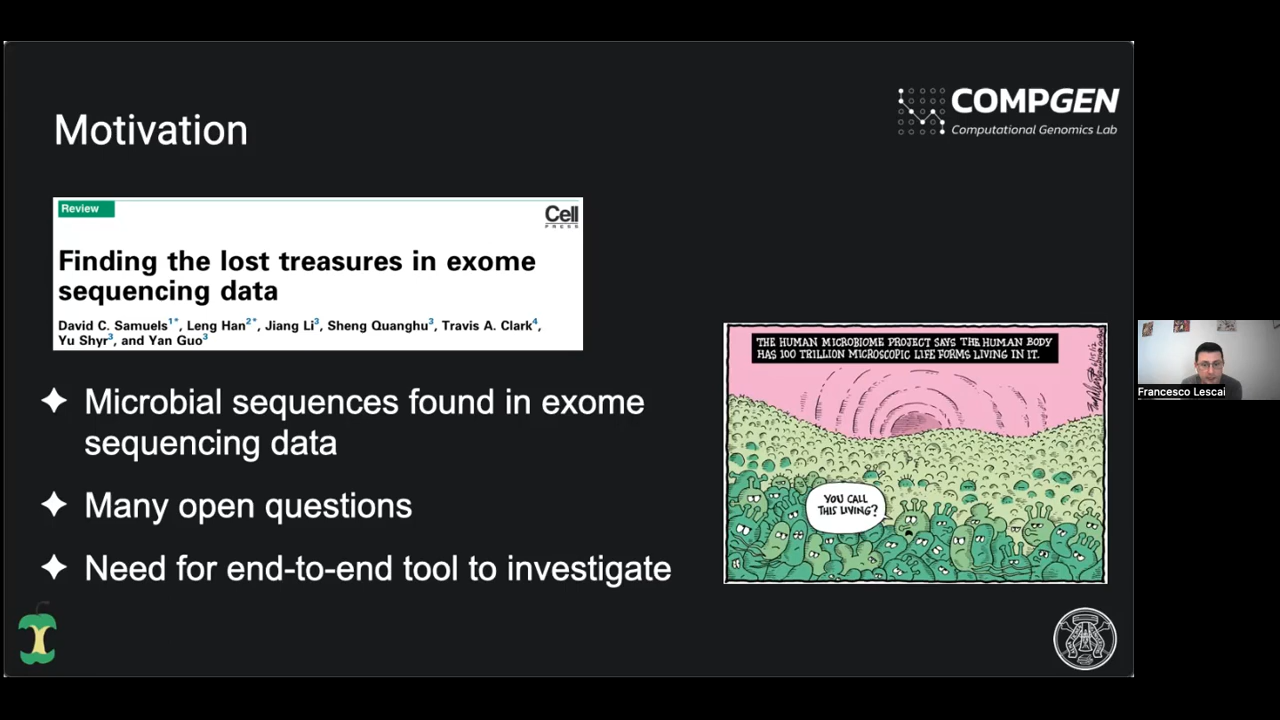 Motivation
COMPGEN
Computational Genomics Lab
Review
Cell
PRESS
Finding the lost treasures in exome
sequencing data
David C. Samuels1*, Leng Han2*, Jiang Li3, Sheng Quanghu3, Travis A. Clark4,
Yu Shyr3, and Yan Guo3
Microbial sequences found in exome
sequencing data
Many open questions
Need for end-to-end tool to investigate
THE HUMAN MICROBIOME PROJECT SAYS THE HUMAN BODY
HAS 100 TRILLION MICROSCOPIC LIFE FORMS LIVING IN IT.
YOU CALL
THIS LIVING?
Francesco Lescai